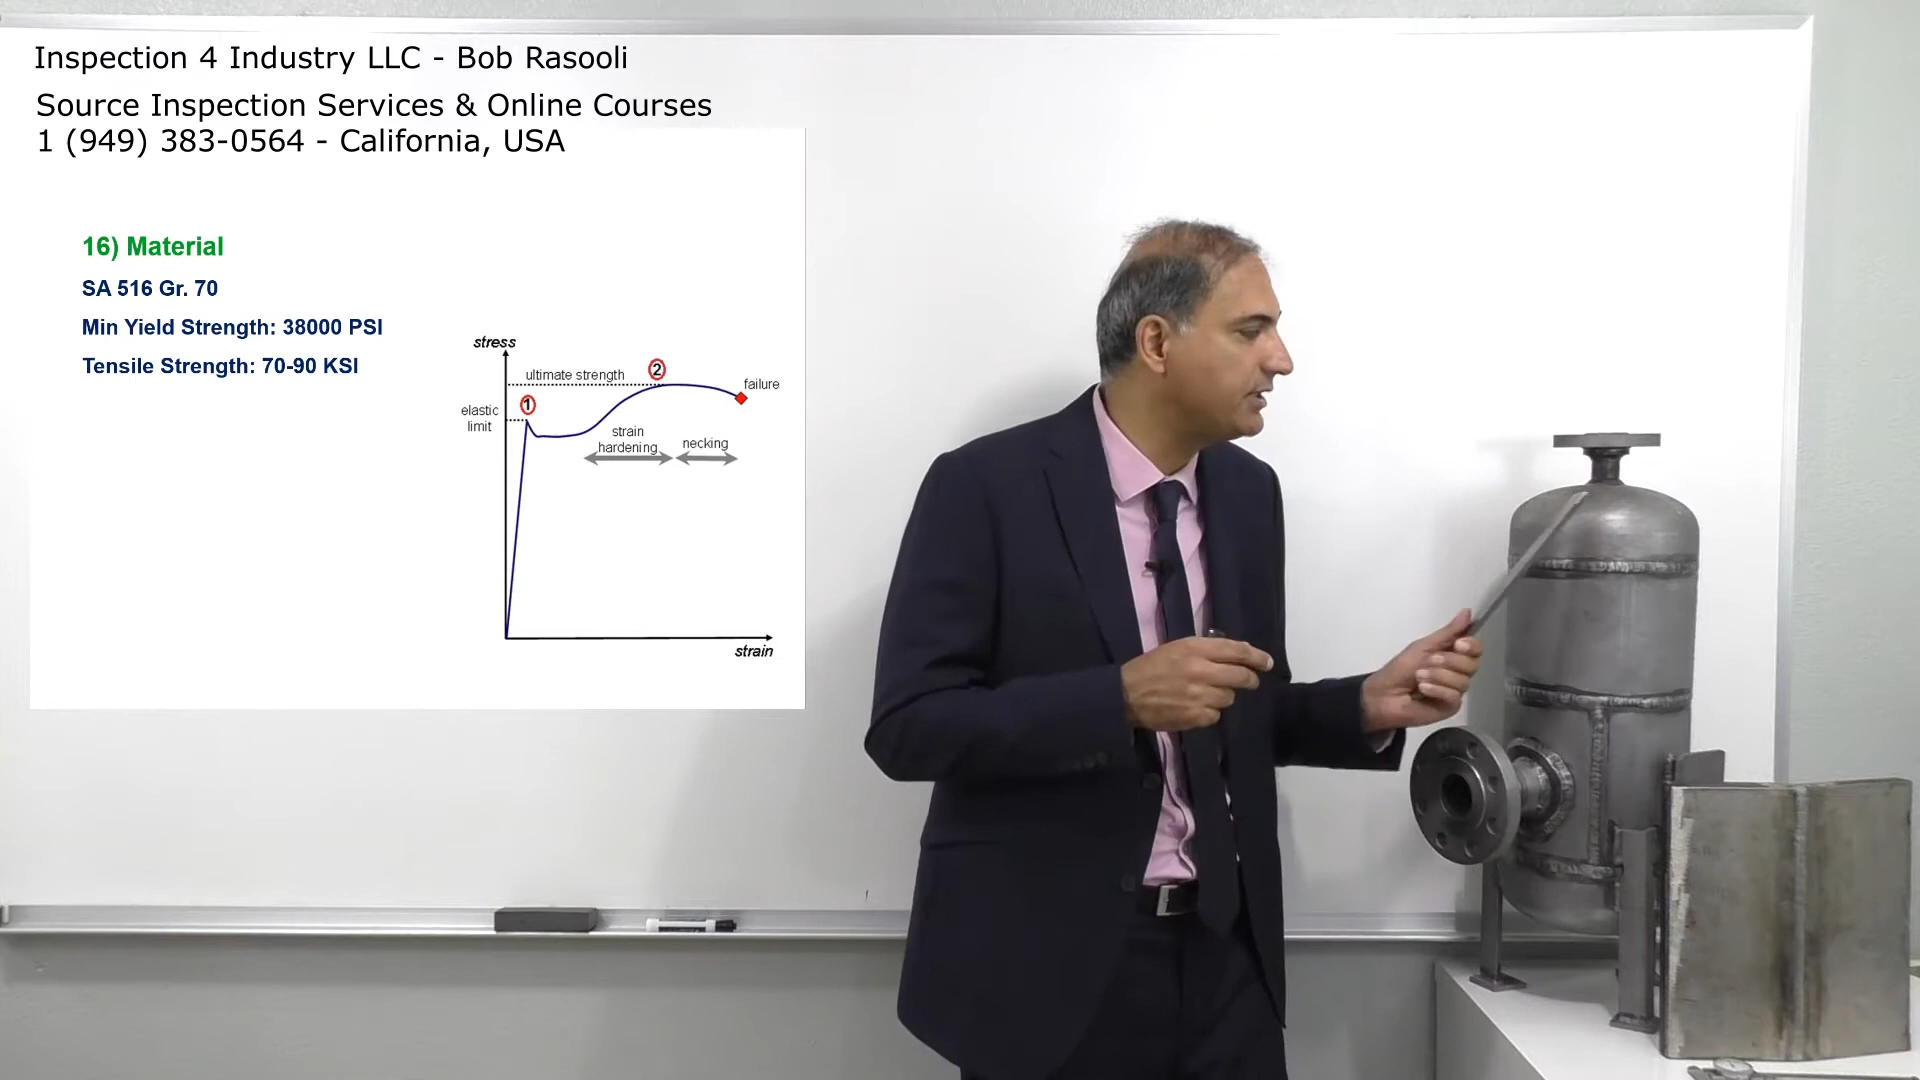 Inspection 4 Industry LLC - Bob Rasooli
Source Inspection Services & Online Courses
1 (949) 383-0564 - California, USA
16) Material
SA 516 Gr. 70
Min Yield Strength: 38000 PSI
Tensile Strength: 70-90 KSI
stress
ultimate strength
2
failure
1
elastic
limit
strain
hardening
necking
strain